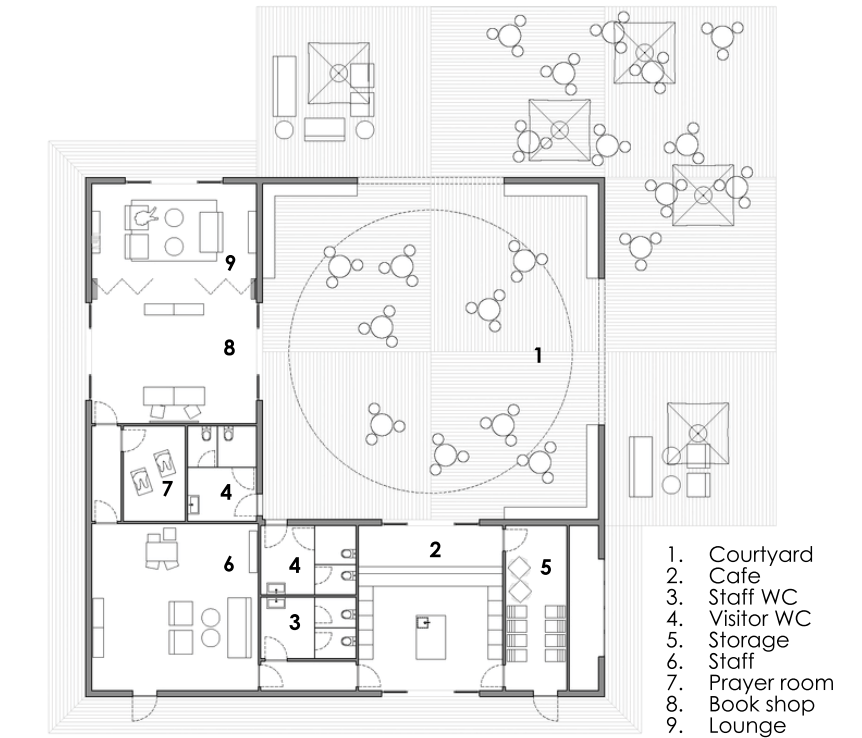 9
8
1
7
4
6
4
2
5
3
1. Courtyard
2. Cafe
3. Staff WC
4. Visitor WC
5. Storage
6. Staff
7. Prayer room
8. Book shop
9. Lounge